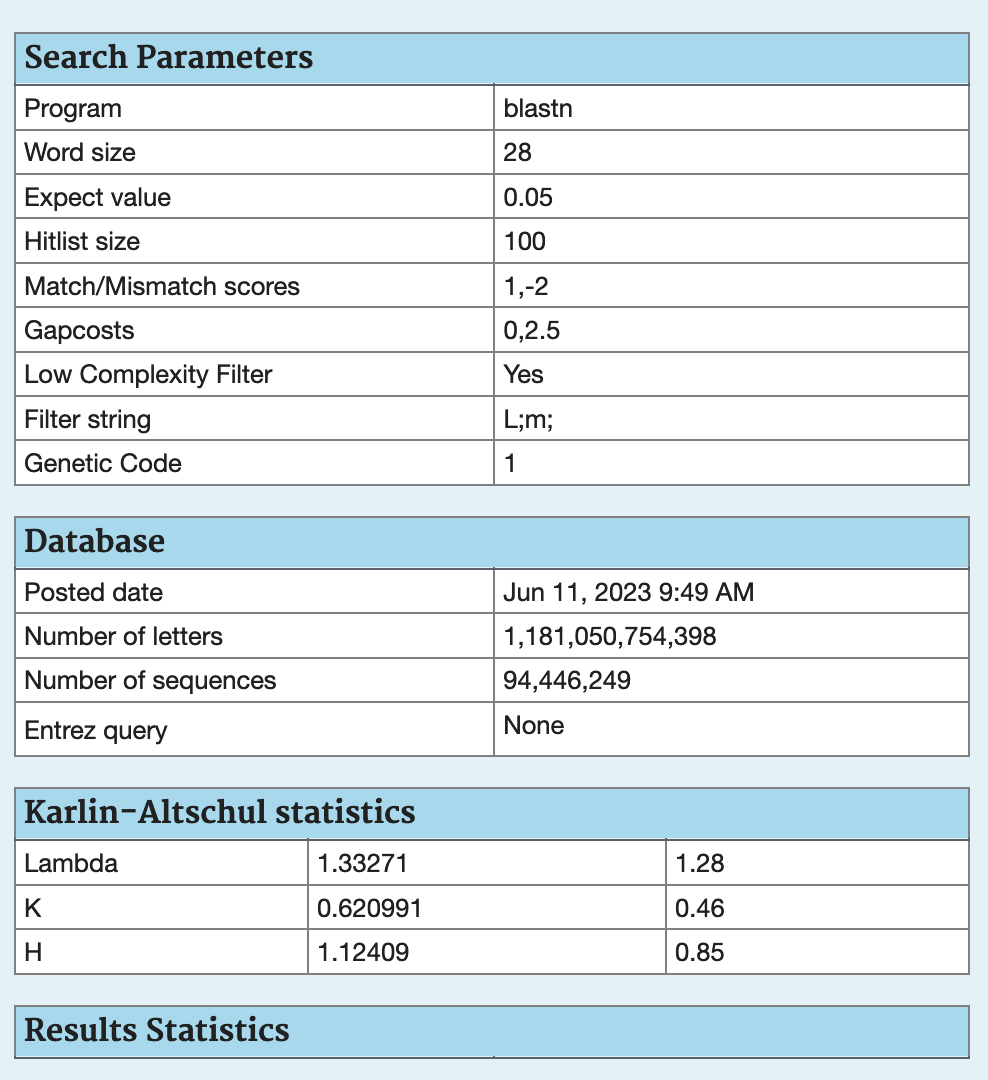 Search Parameters
Program blastn
Word size 28
Expect value 0.05
Hitlist size 100
Match/Mismatch scores 1,-2
Gapcosts 0,2.5
Low Complexity Filter Yes
Filter string L;m;
Genetic Code 1
Database
Posted date Jun 11, 2023 9:49 AM
Number of letters 1,181,050,754,398
Number of sequences 94,446,249
Entrez query None
Karlin-Altschul statistics
Lambda 1.33271 1.28
K 0.620991 0.46
H 1.12409 0.85
Results Statistics